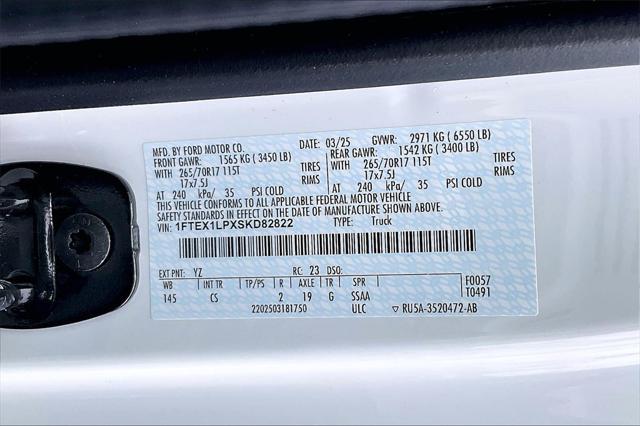 MFD. BY FORD MOTOR CO. DATE: 03/25 GVWR: 2971 KG ( 6550 LB)
FRONT GAWR: 1565 KG ( 3450 LB) REAR GAWR: 1542 KG ( 3400 LB)
WITH 265/70R17 115T TIRES WITH 265/70R17 115T TIRES
17x7.5J RIMS 17x7.5J RIMS
AT 240 kPa/ 35 PSI COLD AT 240 kPa/ 35 PSI COLD
THIS VEHICLE CONFORMS TO ALL APPLICABLE FEDERAL MOTOR VEHICLE
SAFETY STANDARDS IN EFFECT ON THE DATE OF MANUFACTURE SHOWN ABOVE.
VIN: 1FTEX1LPXSKD82822 TYPE: Truck
EXT PNT: YZ RC: 23 DSO:
WB INT TR TP/PS R AXLE TR SPR F0057
145 CS 2 19 G S5AA T0491
2202503181750 ULC RU5A-3520472-AB